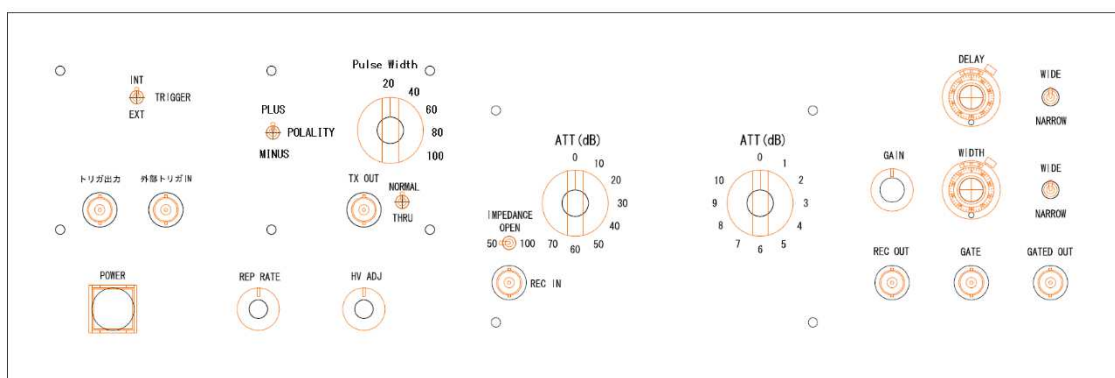 INT
TRIGGER
EXT
トリガ出力
外部トリガIN
POWER
PLUS
POLALITY
MINUS
Pulse Width
20
40
60
80
100
TX OUT
NORMAL
THRU
REP RATE
HV ADJ
ATT(dB)
0
10
20
30
40
50
60
70
IMPEDANCE
OPEN
50
100
REC IN
ATT(dB)
0
1
2
3
4
5
6
7
8
9
10
DELAY
WIDE
NARROW
GAIN
WIDTH
WIDE
NARROW
REC OUT
GATE
GATED OUT